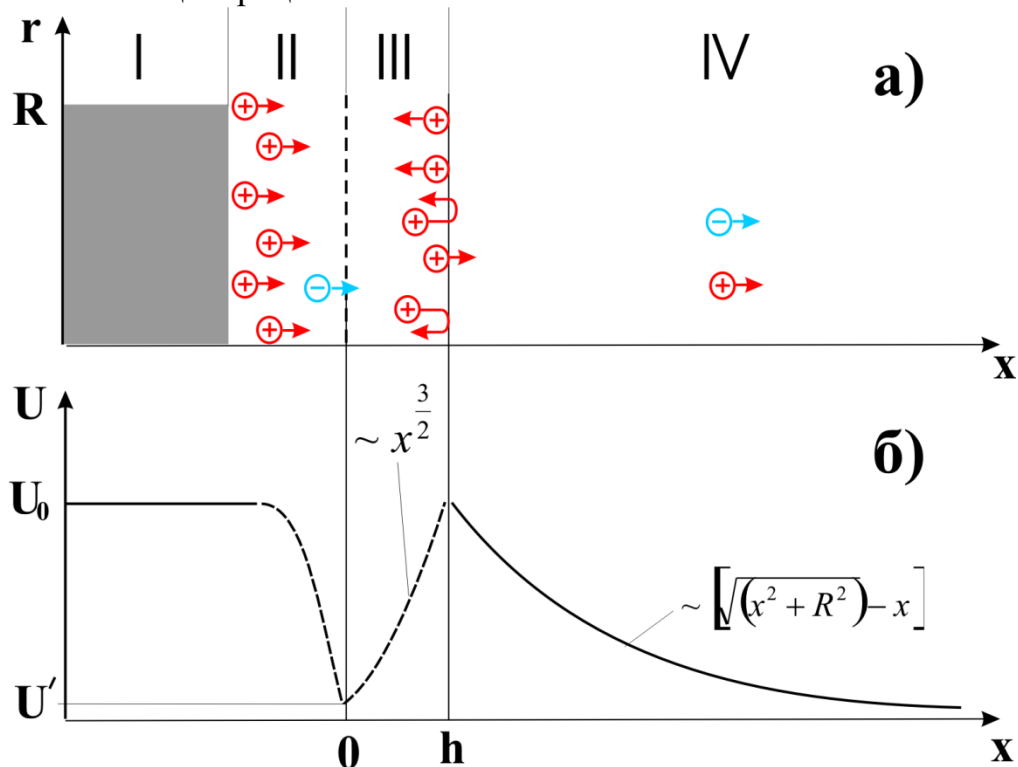 r
I II III IV
а)
R
x
U
б)
~ x^{3/2}
U₀
~ [√(x² + R²) - x]
U′
0 h x